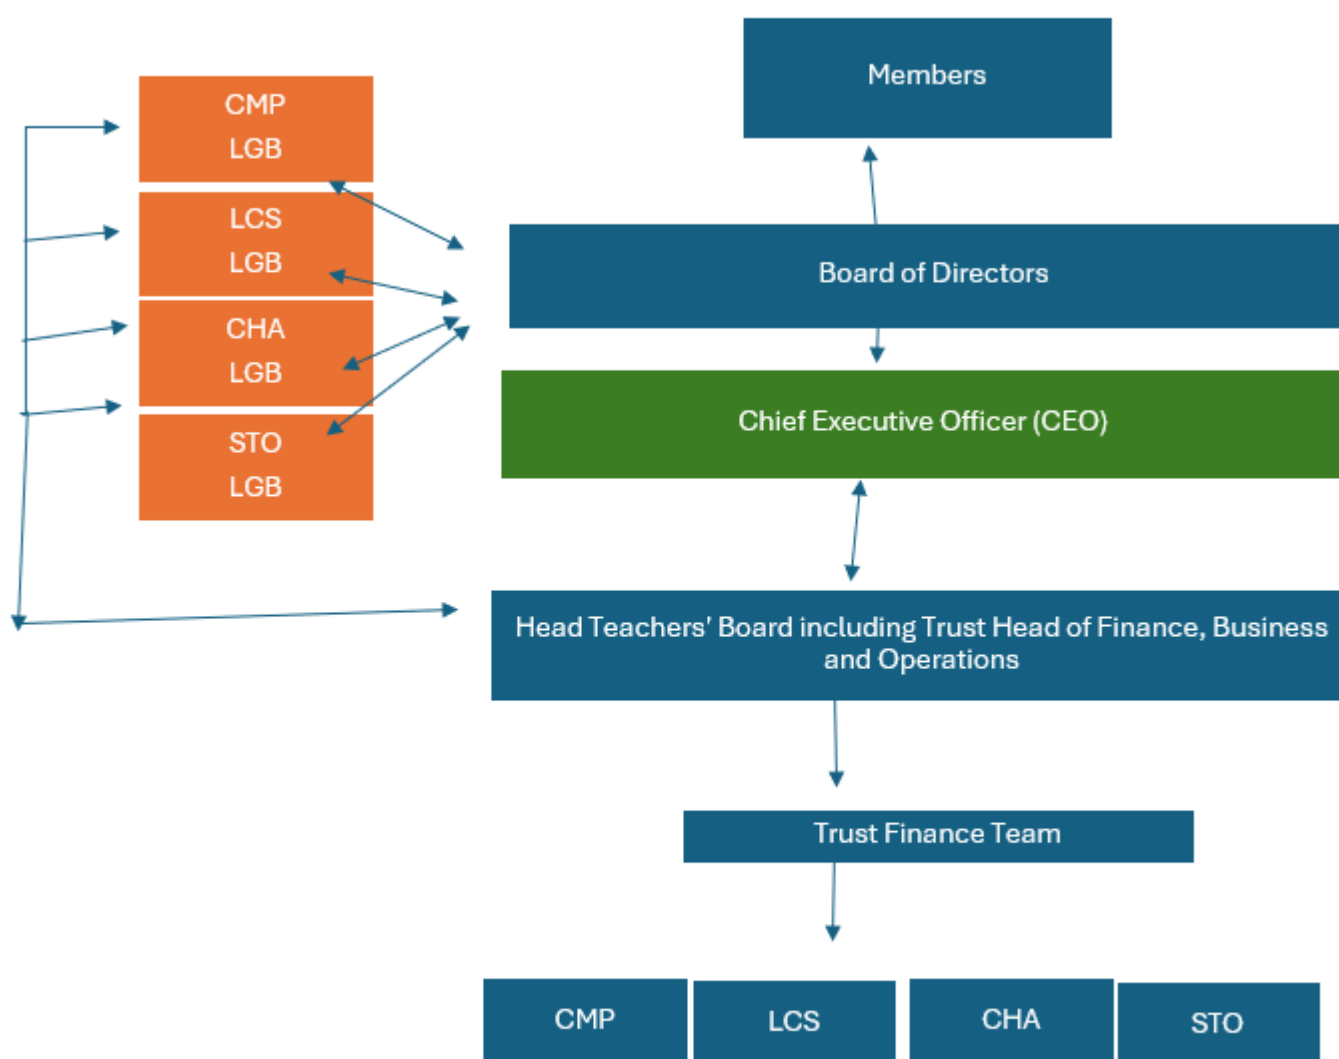 Members
CMP
LGB
LCS
LGB
CHA
LGB
STO
LGB
Board of Directors
Chief Executive Officer (CEO)
Head Teachers' Board including Trust Head of Finance, Business
and Operations
Trust Finance Team
CMP
LCS
CHA
STO